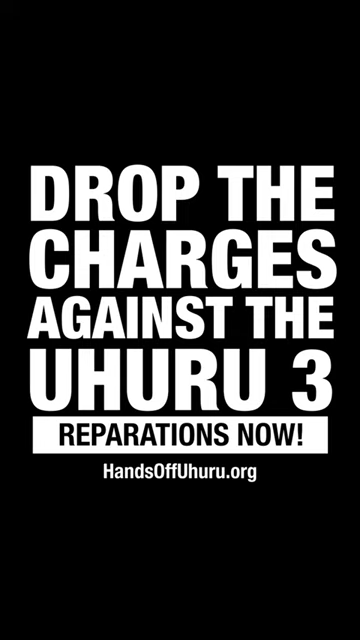 DROP THE
CHARGES
AGAINST THE
UHURU 3
REPARATIONS NOW!
HandsOffUhuru.org